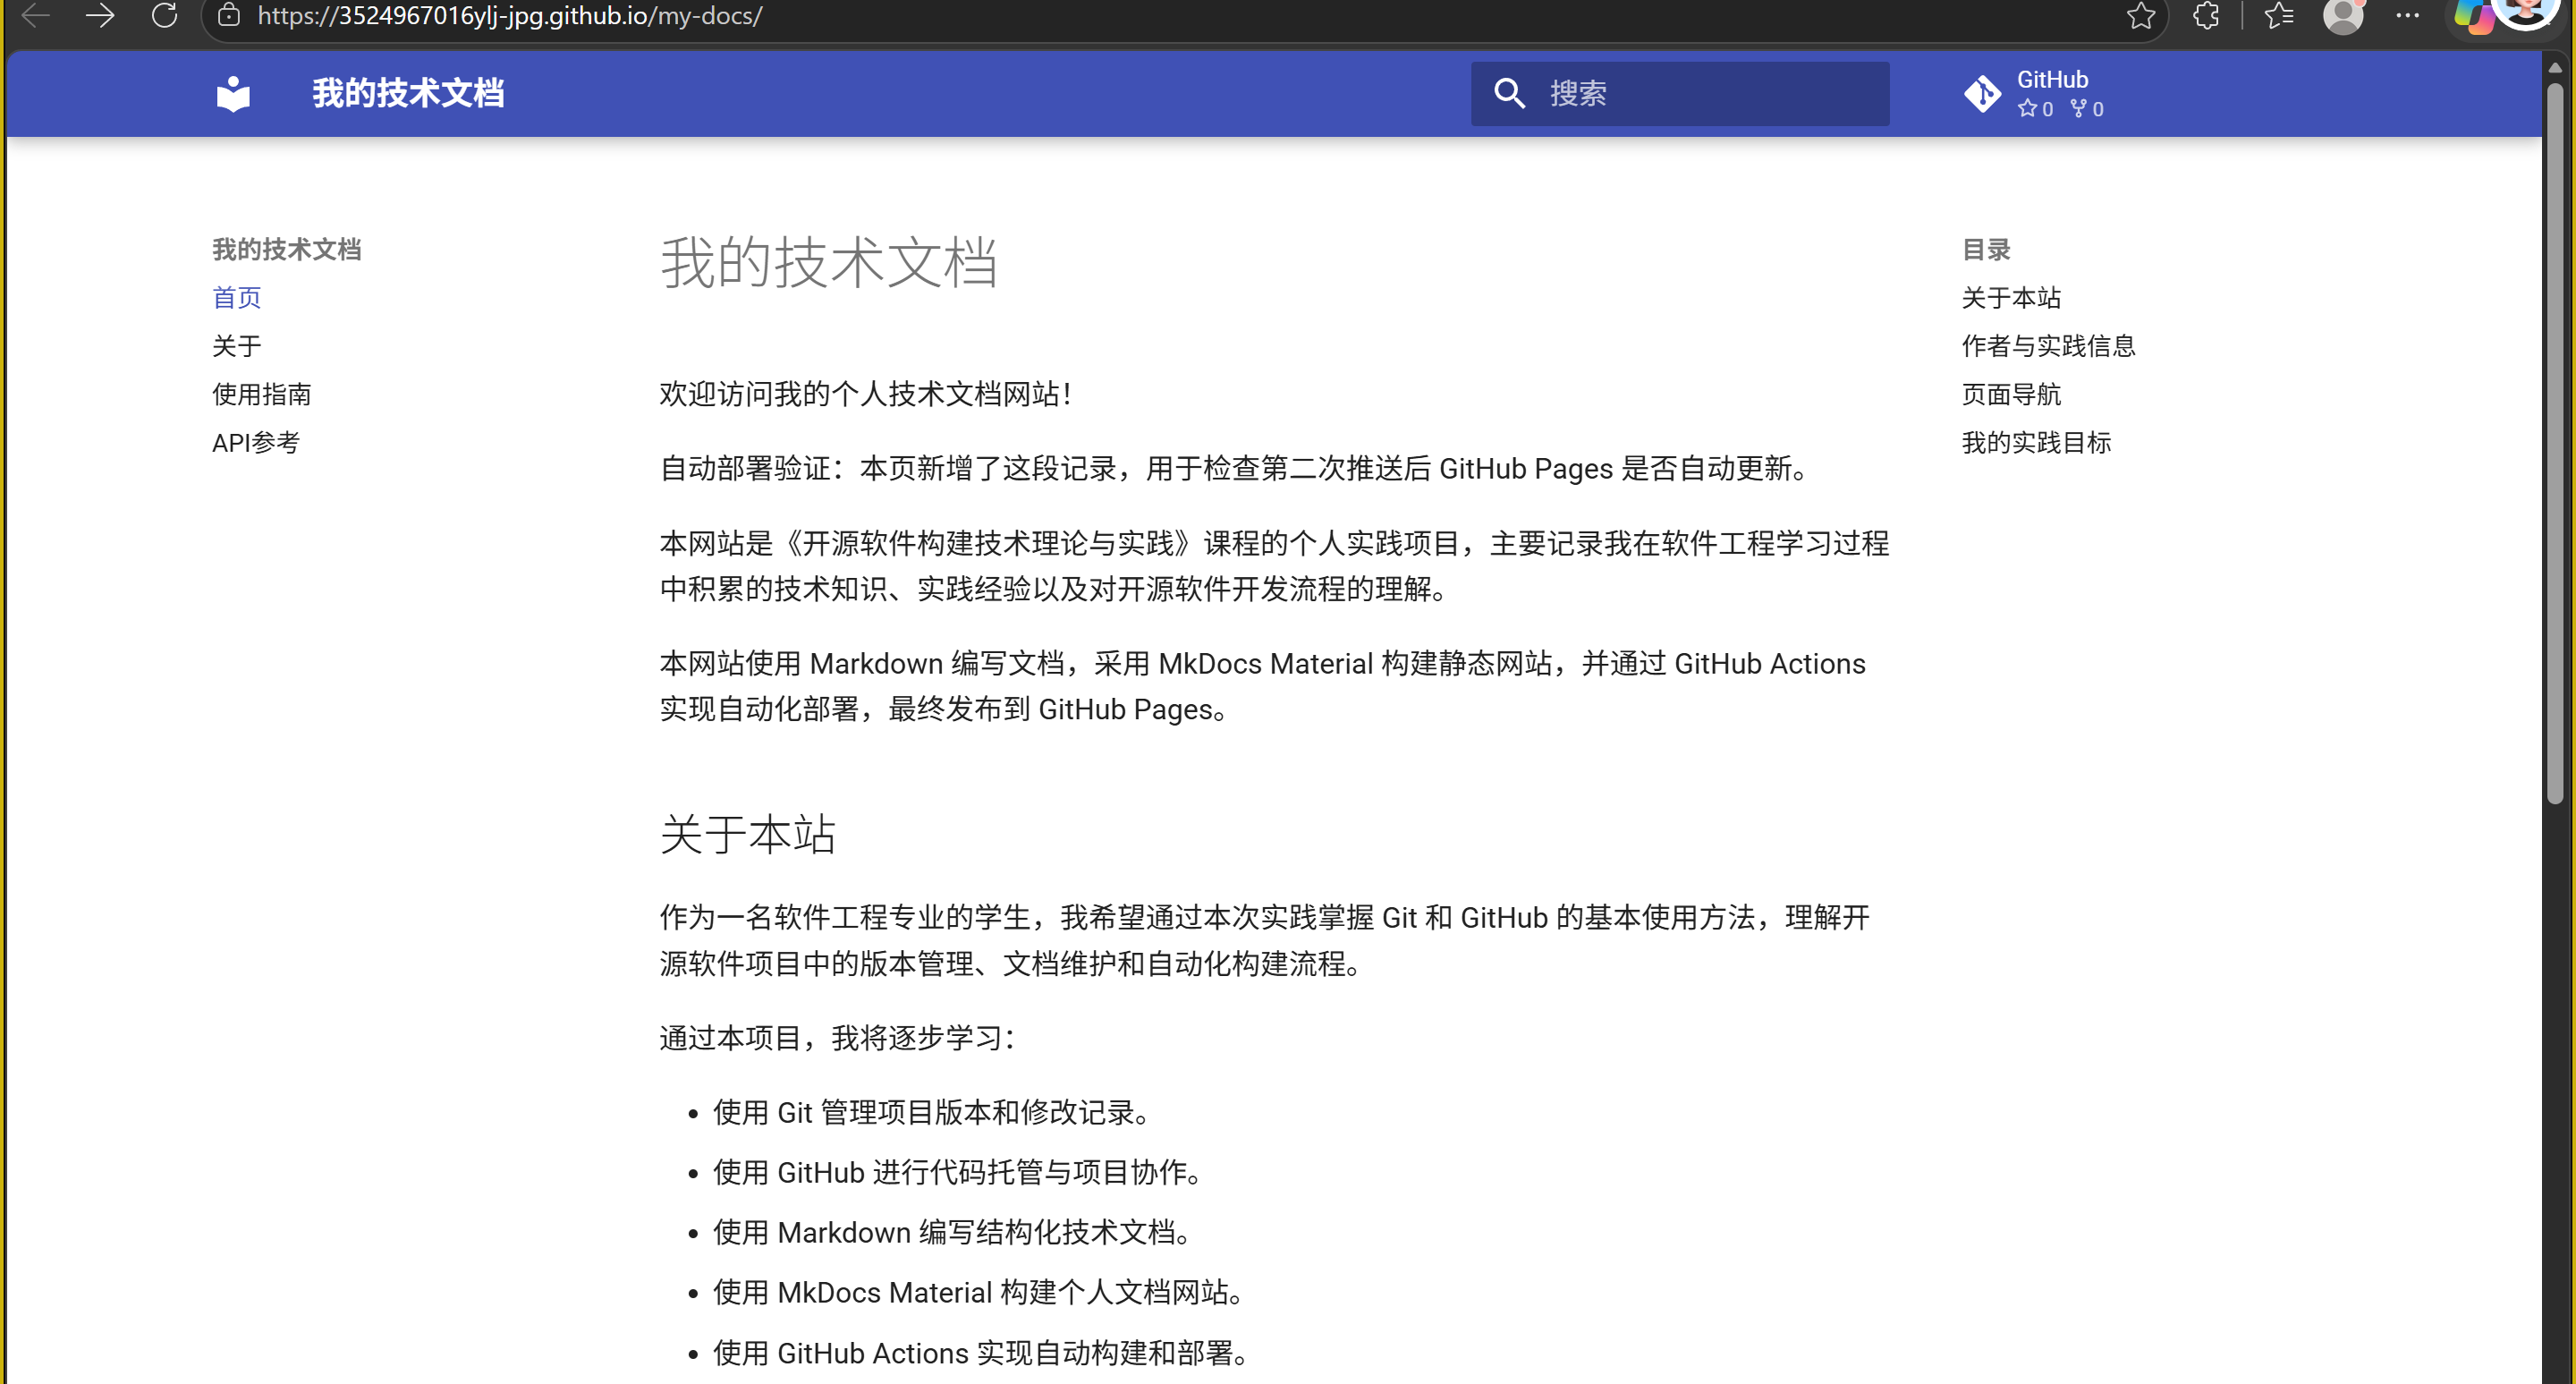 https://3524967016ylj-jpg.github.io/my-docs/
我的技术文档
搜索
GitHub
0 0
我的技术文档
首页
关于
使用指南
API参考
我的技术文档
欢迎访问我的个人技术文档网站！
自动部署验证：本页新增了这段记录，用于检查第二次推送后 GitHub Pages 是否自动更新。
本网站是《开源软件构建技术理论与实践》课程的个人实践项目，主要记录我在软件工程学习过程
中积累的技术知识、实践经验以及对开源软件开发流程的理解。
本网站使用 Markdown 编写文档，采用 MkDocs Material 构建静态网站，并通过 GitHub Actions
实现自动化部署，最终发布到 GitHub Pages。
关于本站
作为一名软件工程专业的学生，我希望通过本次实践掌握 Git 和 GitHub 的基本使用方法，理解开
源软件项目中的版本管理、文档维护和自动化构建流程。
通过本项目，我将逐步学习：
• 使用 Git 管理项目版本和修改记录。
• 使用 GitHub 进行代码托管与项目协作。
• 使用 Markdown 编写结构化技术文档。
• 使用 MkDocs Material 构建个人文档网站。
• 使用 GitHub Actions 实现自动构建和部署。
目录
关于本站
作者与实践信息
页面导航
我的实践目标